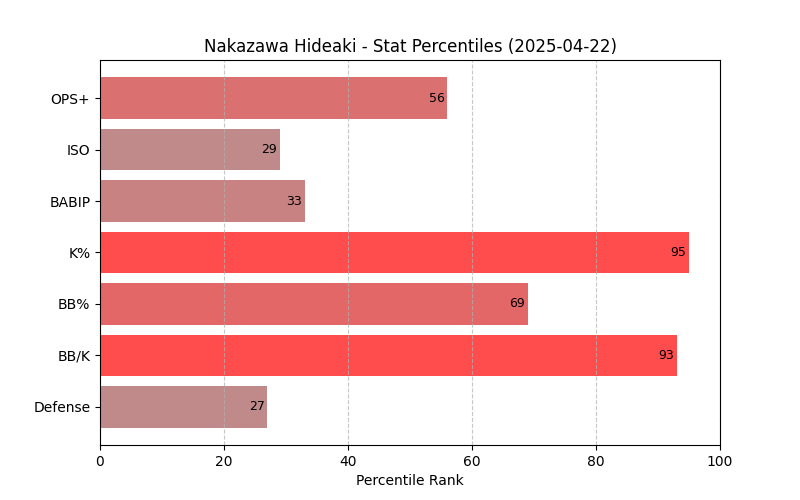 Nakazawa Hideaki - Stat Percentiles (2025-04-22)
OPS+
56
ISO
29
BABIP
33
K%
95
BB%
69
BB/K
93
Defense
27
0 20 40 60 80 100
Percentile Rank